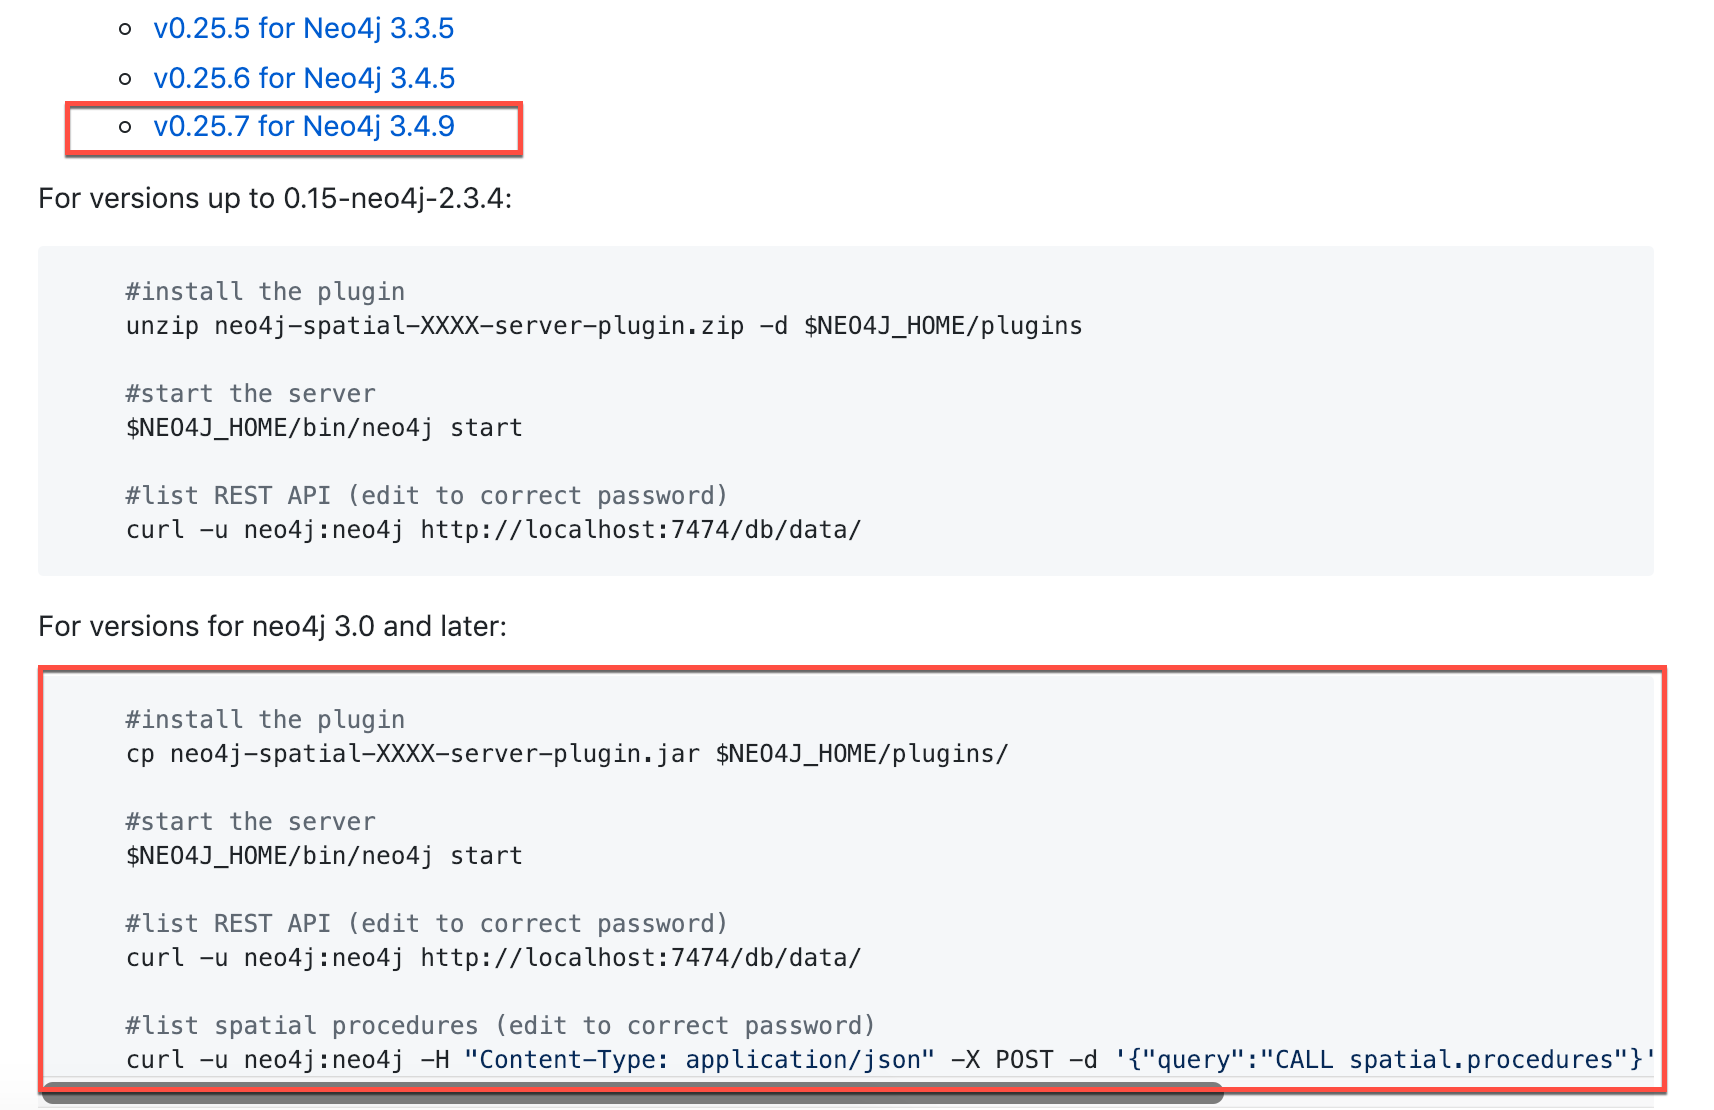 v0.25.5 for Neo4j 3.3.5
v0.25.6 for Neo4j 3.4.5
v0.25.7 for Neo4j 3.4.9
For versions up to 0.15-neo4j-2.3.4:
#install the plugin
unzip neo4j-spatial-XXXX-server-plugin.zip -d $NEO4J_HOME/plugins
#start the server
$NEO4J_HOME/bin/neo4j start
#list REST API (edit to correct password)
curl -u neo4j:neo4j http://localhost:7474/db/data/
For versions for neo4j 3.0 and later:
#install the plugin
cp neo4j-spatial-XXXX-server-plugin.jar $NEO4J_HOME/plugins/
#start the server
$NEO4J_HOME/bin/neo4j start
#list REST API (edit to correct password)
curl -u neo4j:neo4j http://localhost:7474/db/data/
#list spatial procedures (edit to correct password)
curl -u neo4j:neo4j -H "Content-Type: application/json" -X POST -d '{"query":"CALL spatial.procedures"}'